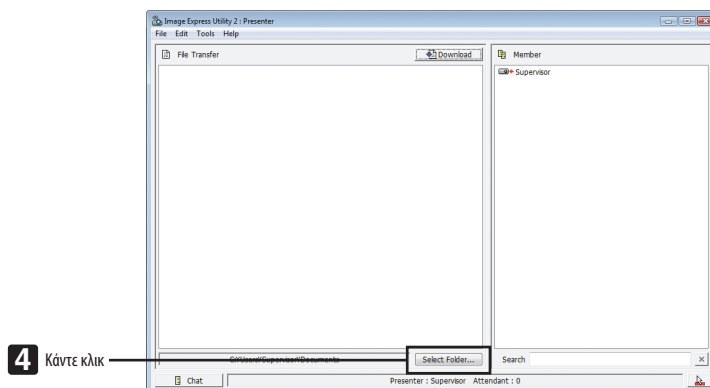 Image Express Utility 2 : Presenter
File Edit Tools Help
File Transfer
Download
Member
Supervisor
4 Κάντε κλικ
C:\Users\Supervisor\Documents
Select Folder...
Search
Chat
Presenter : Supervisor Attendant : 0